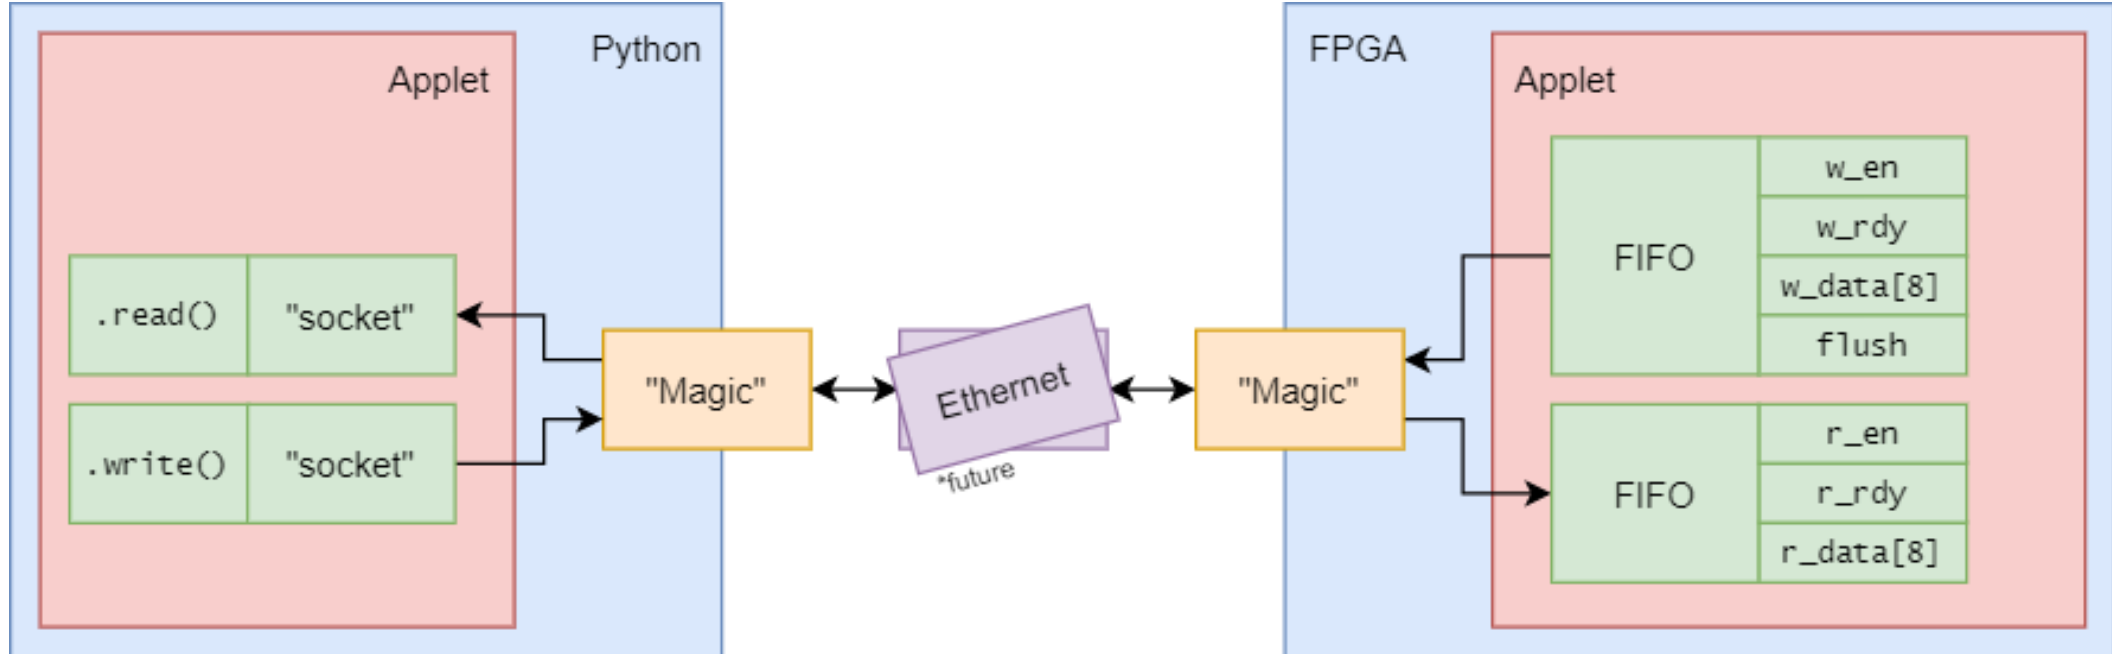 Python
Applet
.read()
"socket"
.write()
"socket"
"Magic"
Ethernet
*future
"Magic"
FPGA
Applet
FIFO
w_en
w_rdy
w_data[8]
flush
FIFO
r_en
r_rdy
r_data[8]